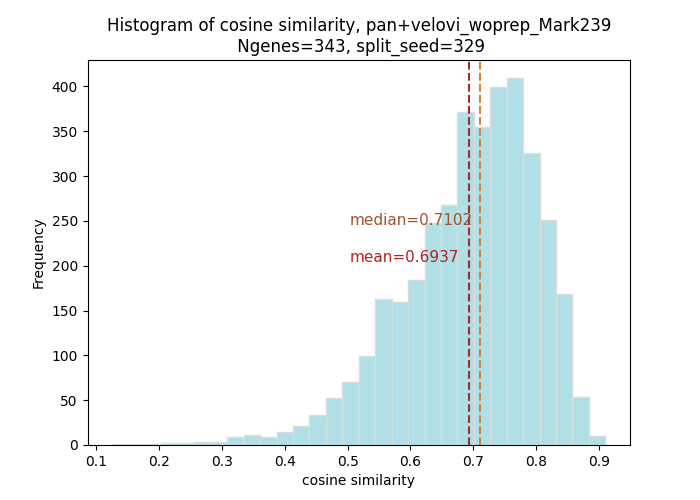 Histogram of cosine similarity, pan+velovi_woprep_Mark239
Ngenes=343, split_seed=329
Frequency
400
350
300
250
200
150
100
50
0
median=0.7102
mean=0.6937
0.1 0.2 0.3 0.4 0.5 0.6 0.7 0.8 0.9
cosine similarity